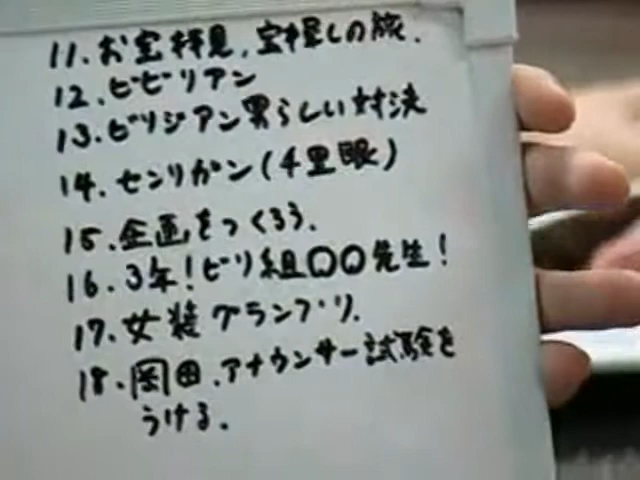 11. お宝拝見, 宝探しの旅.
12. ビビリアン
13. ビリジアン男らしい対決
14. センリガン(千里眼)
15. 企画をつくろう.
16. 3年!ビリ組〇〇先生!
17. 女装グランプリ.
18. 岡田. アナウンサー試験を
うける.